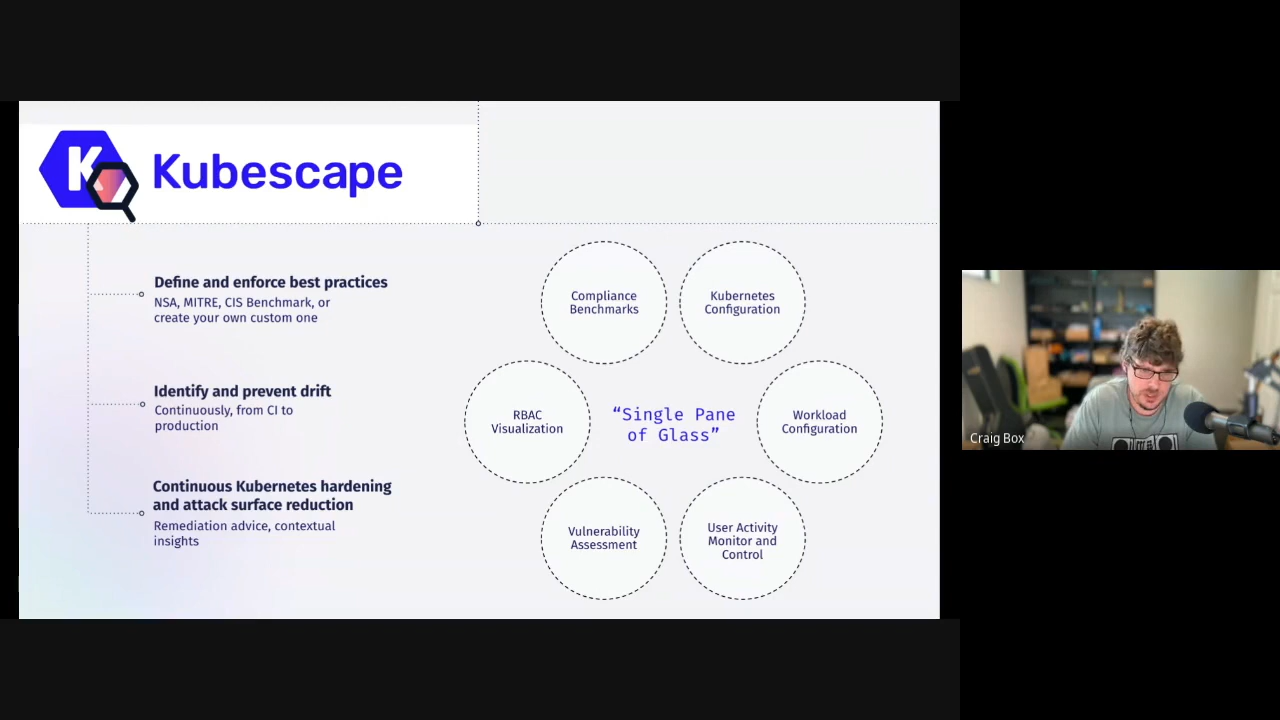 Kubescape
Define and enforce best practices
NSA, MITRE, CIS Benchmark, or
create your own custom one
Identify and prevent drift
Continuously, from CI to
production
Continuous Kubernetes hardening
and attack surface reduction
Remediation advice, contextual
insights
Compliance
Benchmarks
Kubernetes
Configuration
RBAC
Visualization
“Single Pane
of Glass”
Workload
Configuration
Vulnerability
Assessment
User Activity
Monitor and
Control
Craig Box